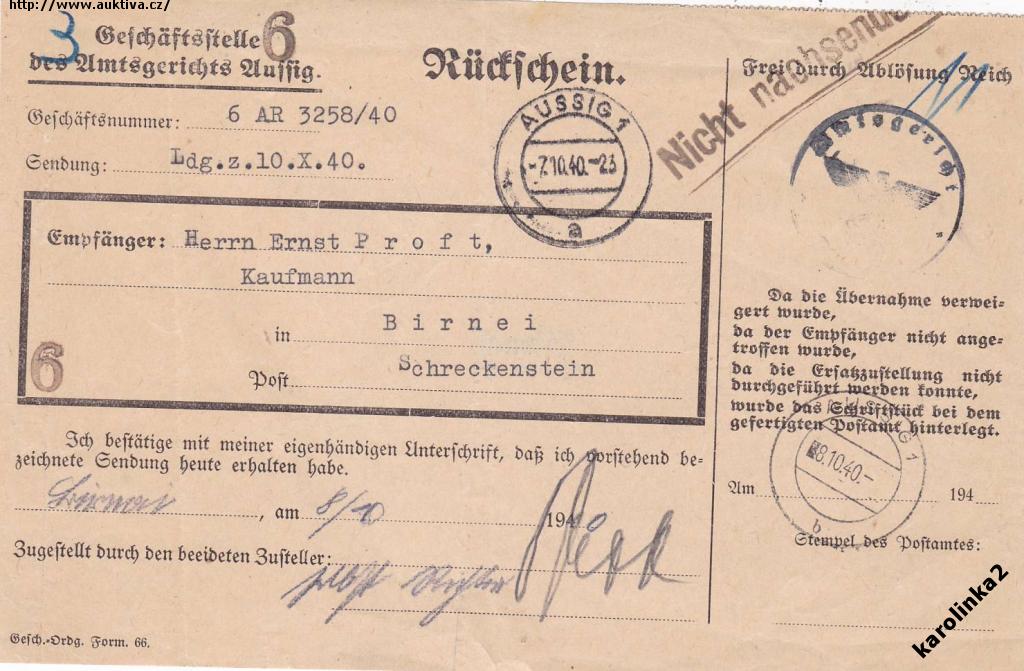 http://www.auktiva.cz/
3
Geschäftsstelle 6
des Amtsgerichts Aussig.
Rückschein.
Nicht nachsenden
Frei durch Ablösung Reich
Geschäftsnummer: 6 AR 3258/40
Sendung: Ldg.z.10.X.40.
AUSSIG 1
-7.10.40.-23
a
Amtsgericht
Empfänger: Herrn Ernst P r o f t,
Kaufmann
in B i r n e i
Post Schreckenstein
6
Da die Übernahme verwei-
gert wurde,
da der Empfänger nicht ange-
troffen wurde,
da die Ersatzzustellung nicht
durchgeführt werden konnte,
wurde das Schriftstück bei dem
gefertigten Postamt hinterlegt.
AUSSIG 1
8.10.40-
b
Am 194
Stempel des Postamtes:
Ich bestätige mit meiner eigenhändigen Unterschrift, daß ich vorstehend be-
zeichnete Sendung heute erhalten habe.
Birnai, am 8/10 194
Zugestellt durch den beeideten Zusteller:
selbst
Gesch.-Ordg. Form. 66.
karolinka2